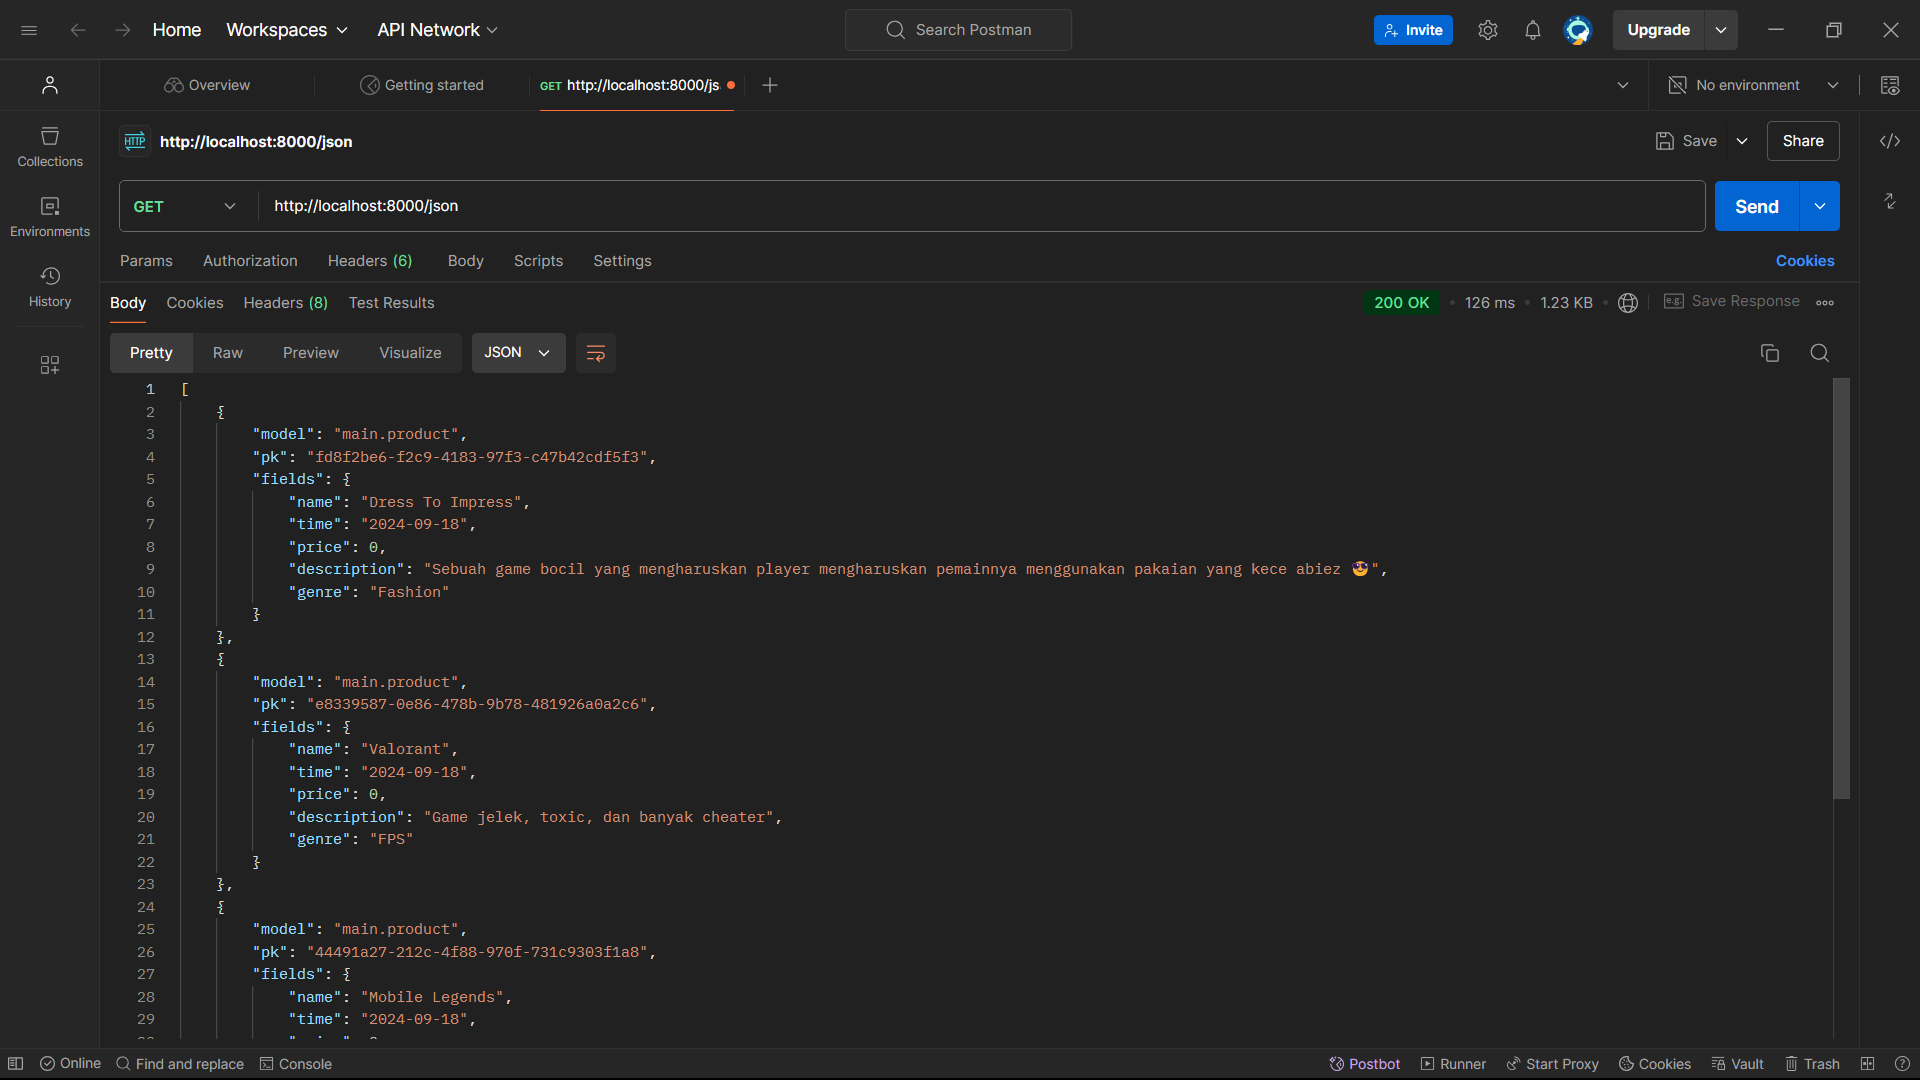 Home Workspaces API Network Search Postman Invite Upgrade
Overview Getting started GET http://localhost:8000/js No environment
HTTP http://localhost:8000/json Save Share
Collections
GET http://localhost:8000/json Send
Environments
Params Authorization Headers (6) Body Scripts Settings Cookies
History
Body Cookies Headers (8) Test Results 200 OK 126 ms 1.23 KB e.g. Save Response
Pretty Raw Preview Visualize JSON
1 [
2 {
3 "model": "main.product",
4 "pk": "fd8f2be6-f2c9-4183-97f3-c47b42cdf5f3",
5 "fields": {
6 "name": "Dress To Impress",
7 "time": "2024-09-18",
8 "price": 0,
9 "description": "Sebuah game bocil yang mengharuskan player mengharuskan pemainnya menggunakan pakaian yang kece abiez 😎",
10 "genre": "Fashion"
11 }
12 },
13 {
14 "model": "main.product",
15 "pk": "e8339587-0e86-478b-9b78-481926a0a2c6",
16 "fields": {
17 "name": "Valorant",
18 "time": "2024-09-18",
19 "price": 0,
20 "description": "Game jelek, toxic, dan banyak cheater",
21 "genre": "FPS"
22 }
23 },
24 {
25 "model": "main.product",
26 "pk": "44491a27-212c-4f88-970f-731c9303f1a8",
27 "fields": {
28 "name": "Mobile Legends",
29 "time": "2024-09-18",
Online Find and replace Console Postbot Runner Start Proxy Cookies Vault Trash